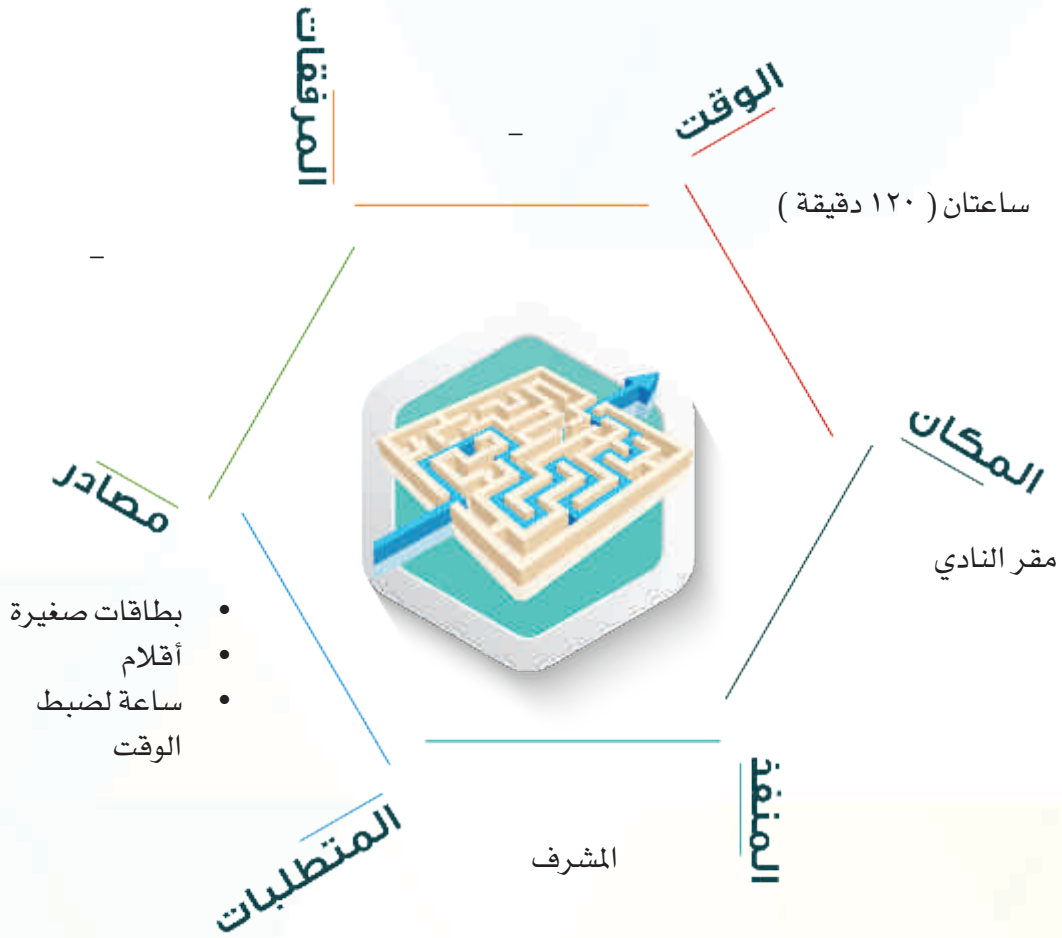 المرفقات
–
الوقت
ساعتان ( ١٢٠ دقيقة )
المكان
مقر النادي
المنفذ
المشرف
المتطلبات
• بطاقات صغيرة
• أقلام
• ساعة لضبط
الوقت
مصادر
–